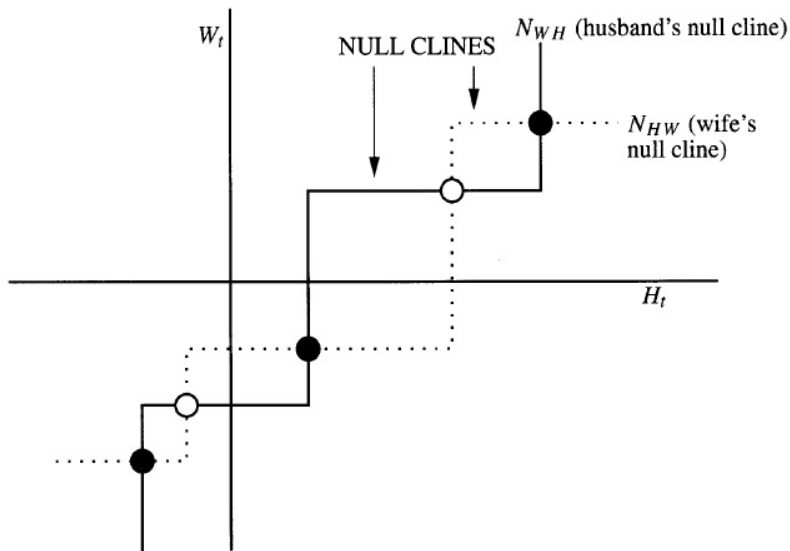 W_t
NULL CLINES
N_WH (husband's null cline)
N_HW (wife's
null cline)
H_t